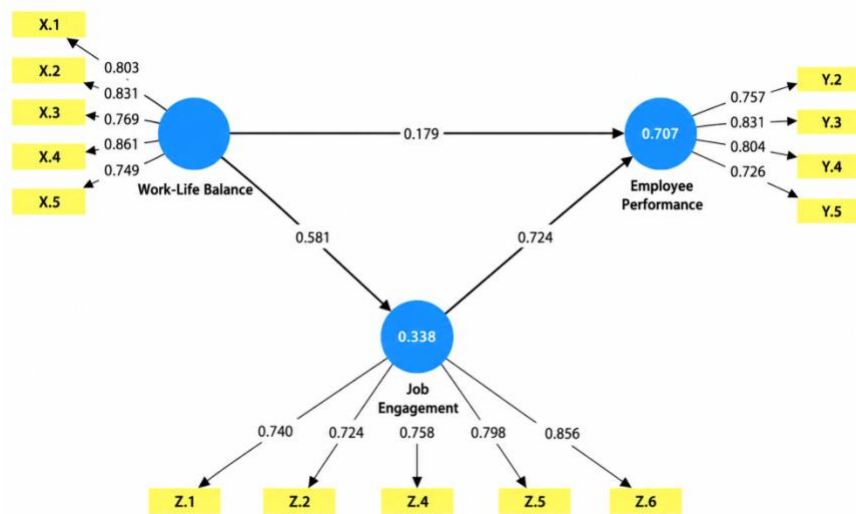 X.1
X.2
X.3
X.4
X.5
0.803
0.831
0.769
0.861
0.749
Work-Life Balance
0.179
0.581
0.724
0.707
Employee
Performance
0.757
0.831
0.804
0.726
Y.2
Y.3
Y.4
Y.5
0.338
Job
Engagement
0.740
0.724
0.758
0.798
0.856
Z.1
Z.2
Z.4
Z.5
Z.6